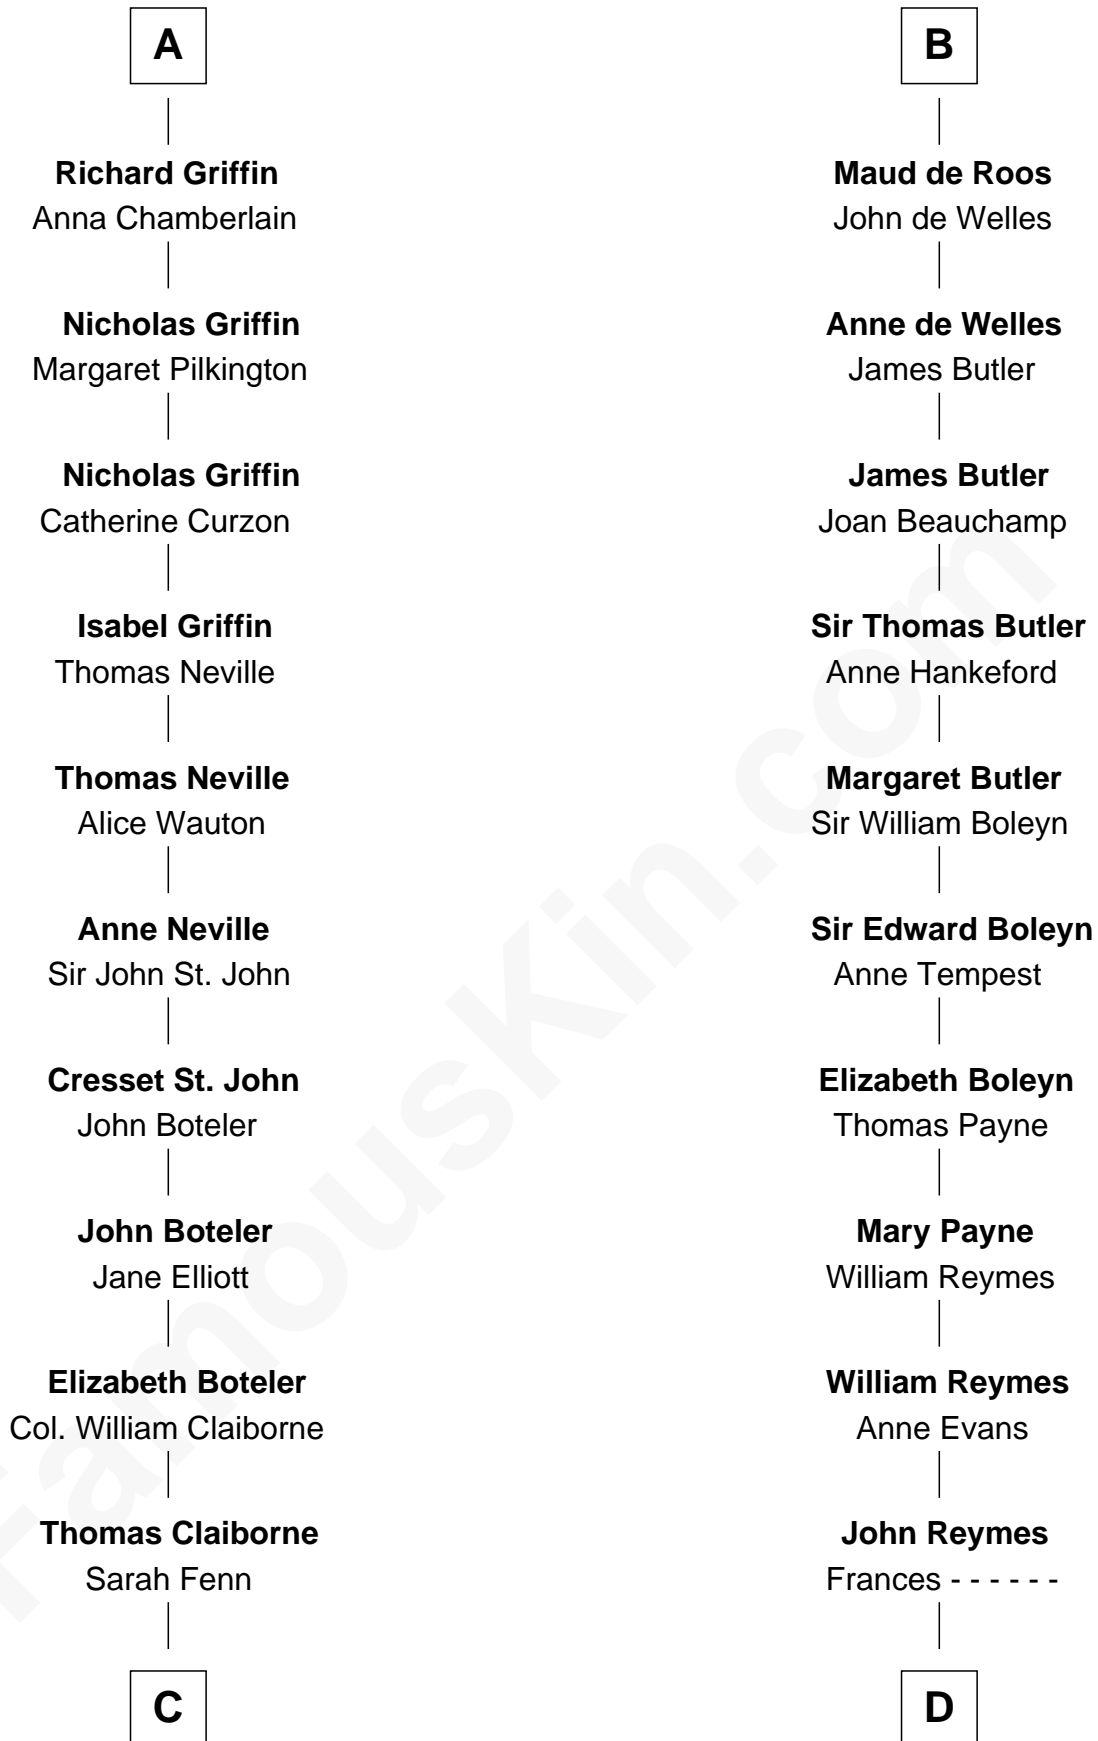 A
Richard Griffin
Anna Chamberlain
Nicholas Griffin
Margaret Pilkington
Nicholas Griffin
Catherine Curzon
Isabel Griffin
Thomas Neville
Thomas Neville
Alice Wauton
Anne Neville
Sir John St. John
Cresset St. John
John Boteler
John Boteler
Jane Elliott
Elizabeth Boteler
Col. William Claiborne
Thomas Claiborne
Sarah Fenn
C
B
Maud de Roos
John de Welles
Anne de Welles
James Butler
James Butler
Joan Beauchamp
Sir Thomas Butler
Anne Hankeford
Margaret Butler
Sir William Boleyn
Sir Edward Boleyn
Anne Tempest
Elizabeth Boleyn
Thomas Payne
Mary Payne
William Reymes
William Reymes
Anne Evans
John Reymes
Frances - - - - - -
D
FamousKin.com